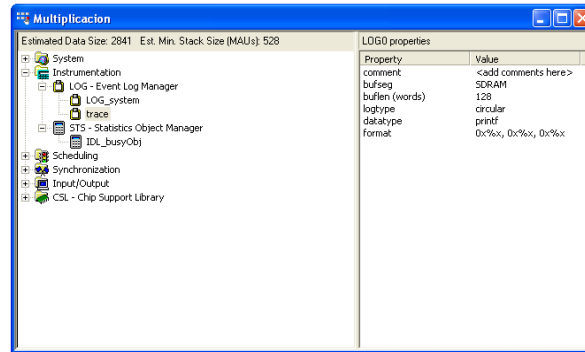 Multiplicacion
Estimated Data Size: 2841 Est. Min. Stack Size (MAUs): 528
System
Instrumentation
LOG - Event Log Manager
LOG_system
trace
STS - Statistics Object Manager
IDL_busyObj
Scheduling
Synchronization
Input/Output
CSL - Chip Support Library
LOG0 properties
Property Value
comment <add comments here>
bufseg SDRAM
buflen (words) 128
logtype circular
datatype printf
format 0x%x, 0x%x, 0x%x